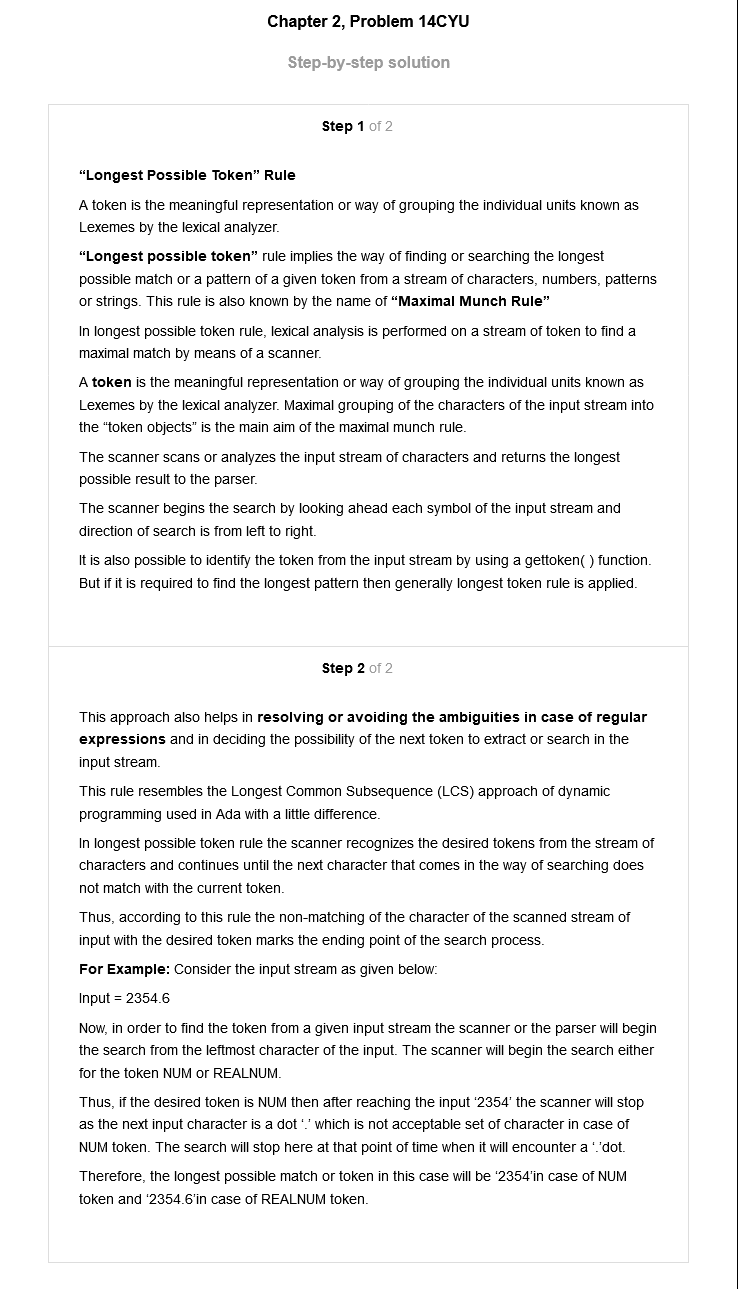 Chapter 2, Problem 14CYU
Step-by-step solution
Step 1 of 2
“Longest Possible Token” Rule
A token is the meaningful representation or way of grouping the individual units known as
Lexemes by the lexical analyzer.
“Longest possible token” rule implies the way of finding or searching the longest
possible match or a pattern of a given token from a stream of characters, numbers, patterns
or strings. This rule is also known by the name of “Maximal Munch Rule”
In longest possible token rule, lexical analysis is performed on a stream of token to find a
maximal match by means of a scanner.
A token is the meaningful representation or way of grouping the individual units known as
Lexemes by the lexical analyzer. Maximal grouping of the characters of the input stream into
the “token objects” is the main aim of the maximal munch rule.
The scanner scans or analyzes the input stream of characters and returns the longest
possible result to the parser.
The scanner begins the search by looking ahead each symbol of the input stream and
direction of search is from left to right.
It is also possible to identify the token from the input stream by using a gettoken( ) function.
But if it is required to find the longest pattern then generally longest token rule is applied.
Step 2 of 2
This approach also helps in resolving or avoiding the ambiguities in case of regular
expressions and in deciding the possibility of the next token to extract or search in the
input stream.
This rule resembles the Longest Common Subsequence (LCS) approach of dynamic
programming used in Ada with a little difference.
In longest possible token rule the scanner recognizes the desired tokens from the stream of
characters and continues until the next character that comes in the way of searching does
not match with the current token.
Thus, according to this rule the non-matching of the character of the scanned stream of
input with the desired token marks the ending point of the search process.
For Example: Consider the input stream as given below:
Input = 2354.6
Now, in order to find the token from a given input stream the scanner or the parser will begin
the search from the leftmost character of the input. The scanner will begin the search either
for the token NUM or REALNUM.
Thus, if the desired token is NUM then after reaching the input ‘2354’ the scanner will stop
as the next input character is a dot ‘.’ which is not acceptable set of character in case of
NUM token. The search will stop here at that point of time when it will encounter a ‘.’dot.
Therefore, the longest possible match or token in this case will be ‘2354’in case of NUM
token and ‘2354.6’in case of REALNUM token.